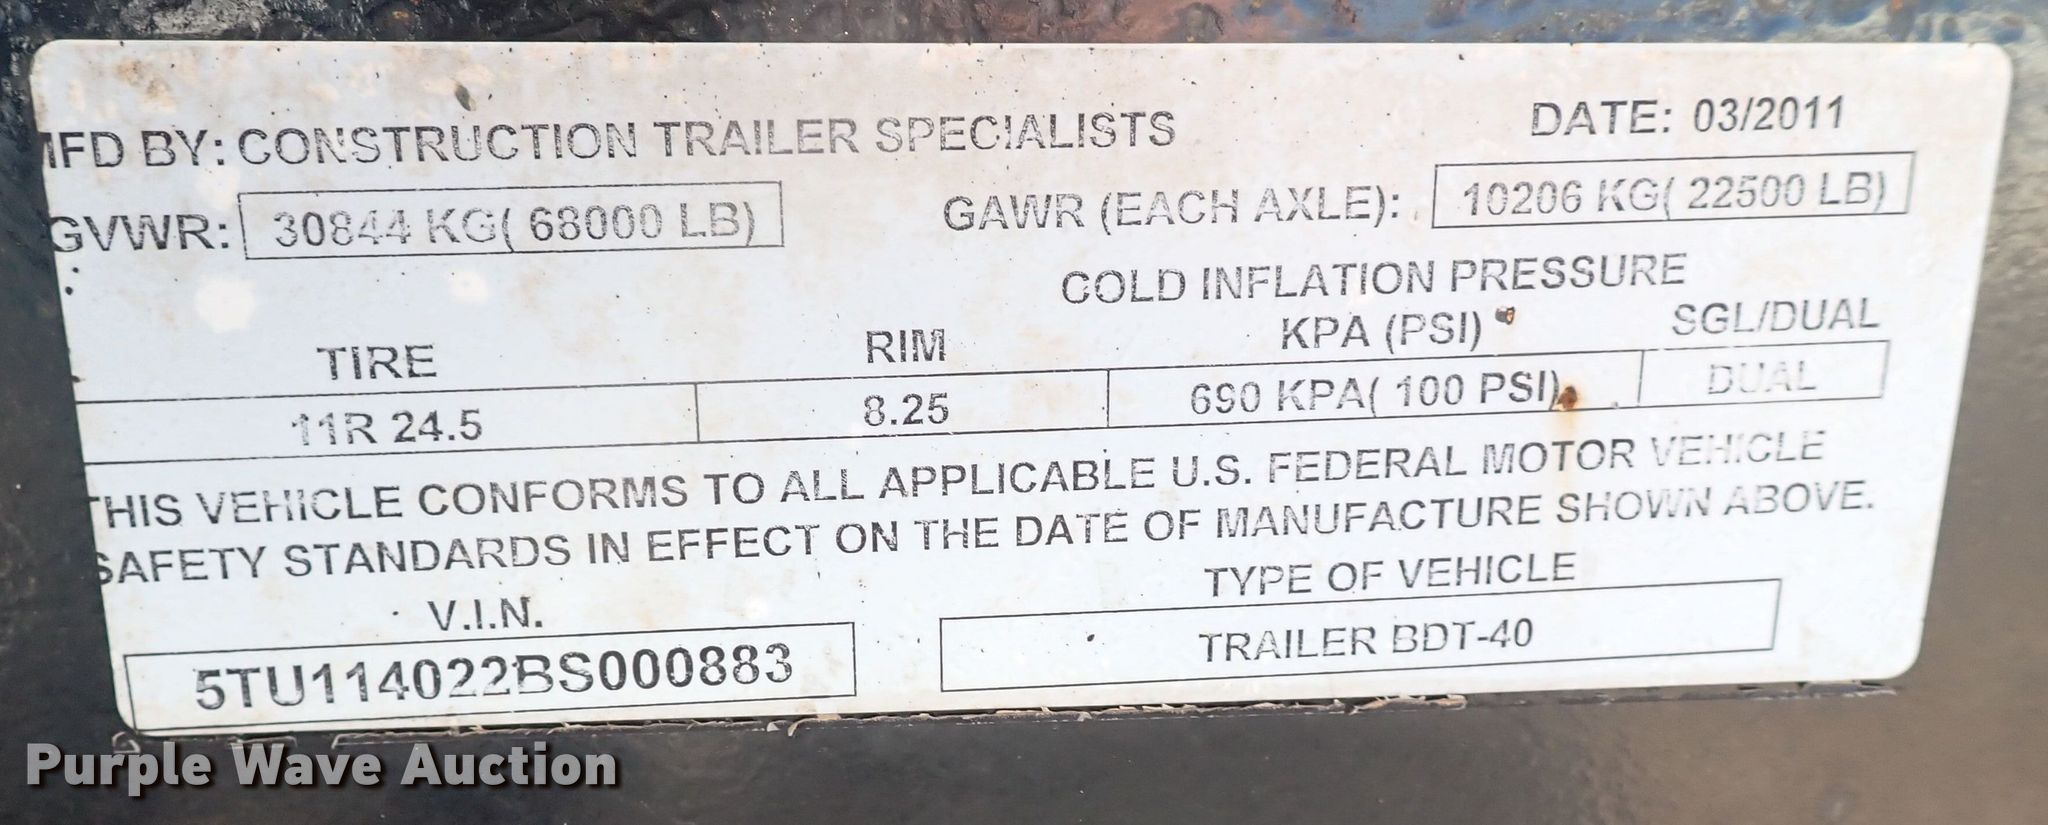 MFD BY: CONSTRUCTION TRAILER SPECIALISTS DATE: 03/2011
GVWR: 30844 KG( 68000 LB) GAWR (EACH AXLE): 10206 KG( 22500 LB)
COLD INFLATION PRESSURE
TIRE RIM KPA (PSI) SGL/DUAL
11R 24.5 8.25 690 KPA( 100 PSI) DUAL
THIS VEHICLE CONFORMS TO ALL APPLICABLE U.S. FEDERAL MOTOR VEHICLE
SAFETY STANDARDS IN EFFECT ON THE DATE OF MANUFACTURE SHOWN ABOVE.
V.I.N. TYPE OF VEHICLE
5TU114022BS000883 TRAILER BDT-40
Purple Wave Auction